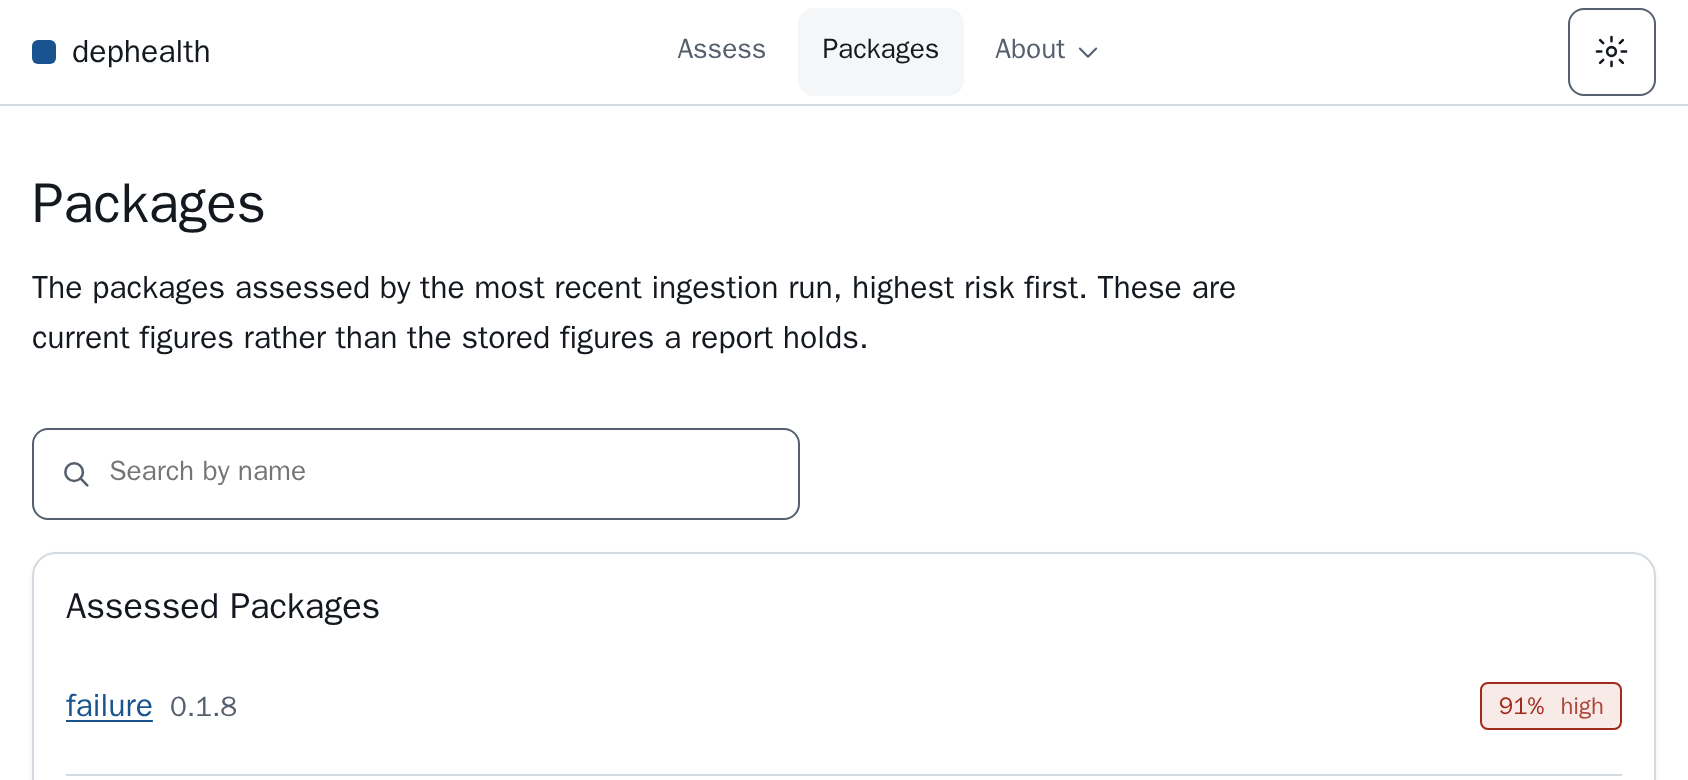 dephealth
Assess
Packages
About
Packages
The packages assessed by the most recent ingestion run, highest risk first. These are
current figures rather than the stored figures a report holds.
Search by name
Assessed Packages
failure 0.1.8
91% high